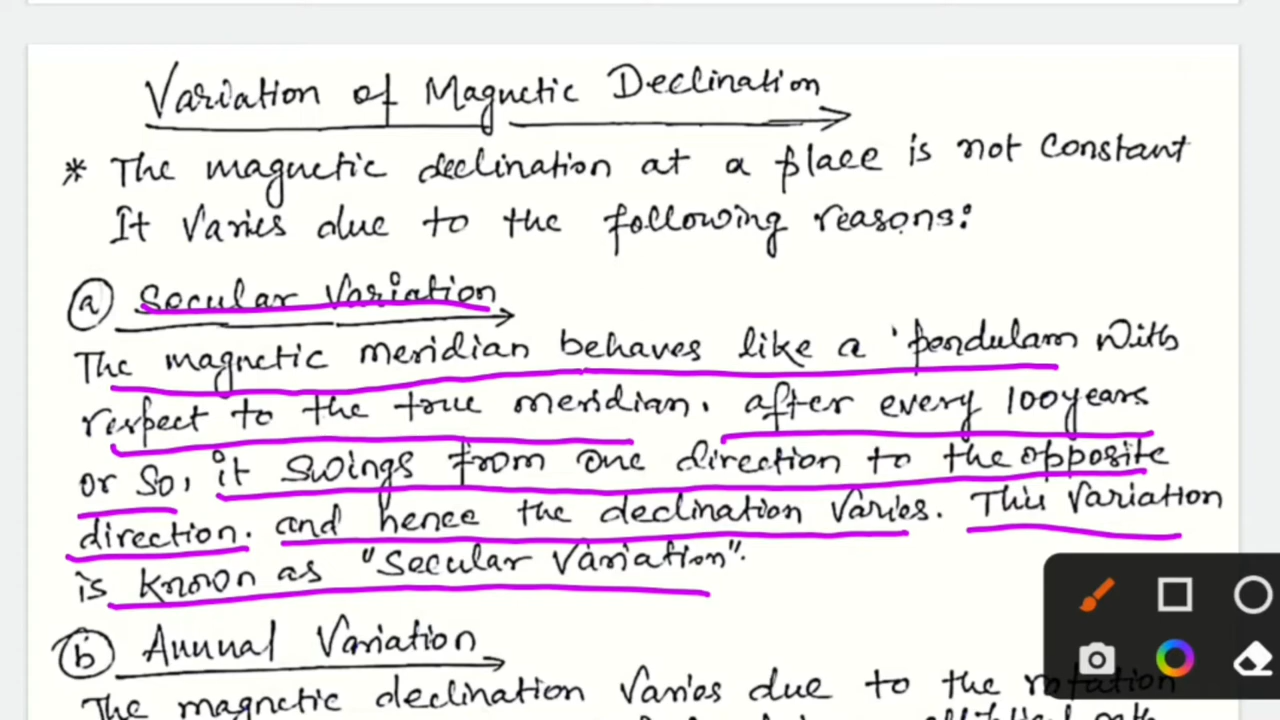 Variation of Magnetic Declination
* The magnetic declination at a place is not constant
It varies due to the following reasons:
(a) Secular Variation
The magnetic meridian behaves like a 'pendulam with
respect to the true meridian. after every 100years
or so, it swings from one direction to the opposite
direction. and hence the declination varies. This variation
is known as "Secular Variation".
(b) Annual Variation
The magnetic declination varies due to the rotation